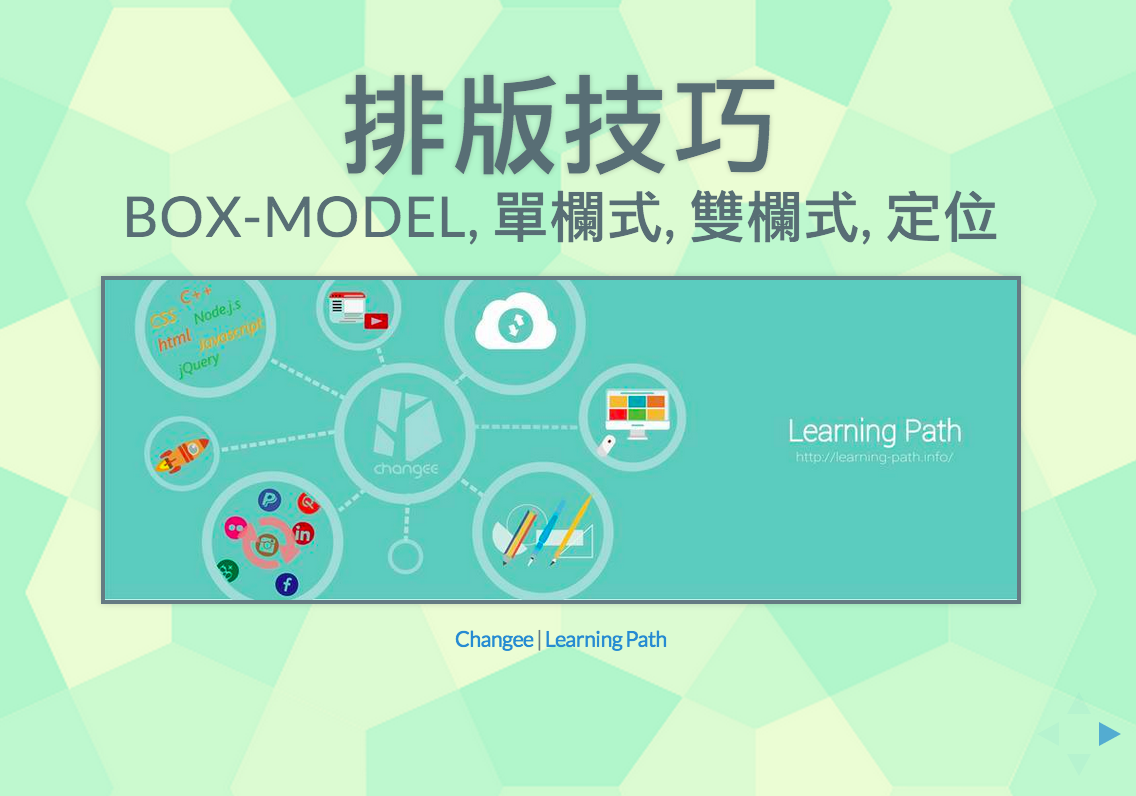 排版技巧
BOX-MODEL, 單欄式, 雙欄式, 定位
C++
CSS
Node.js
html
Javascript
jQuery
changee
in
f
Learning Path
http://learning-path.info/
Changee | Learning Path